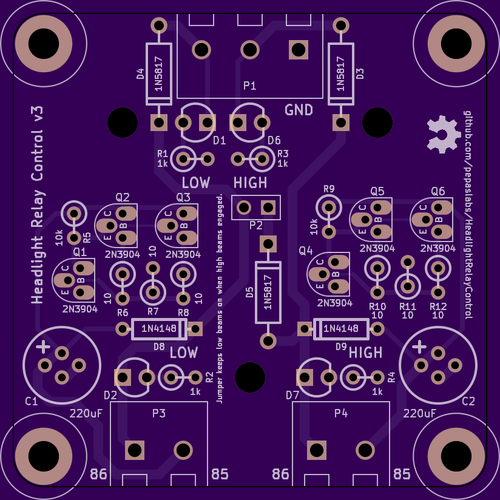 P1
D4
1N5817
1N5817
D3
GND
D1
D6
R1
1k
R3
1k
LOW
HIGH
Headlight Relay Control v3
github.com/pepaslabs/HeadlightRelayControl
Jumper keeps low beams on when high beams engaged.
P2
Q2
E
B
C
2N3904
Q3
E
B
C
2N3904
R5
10k
Q1
E
B
C
2N3904
10
R6
10
R7
10
R8
D5
1N5817
R9
10k
Q5
E
B
C
2N3904
Q6
E
B
C
2N3904
Q4
E
B
C
2N3904
R10
10
R11
10
R12
10
1N4148
D8
1N4148
D9
LOW
HIGH
+
C1
220uF
D2
R2
1k
D7
R4
1k
+
C2
220uF
P3
P4
86
85
86
85